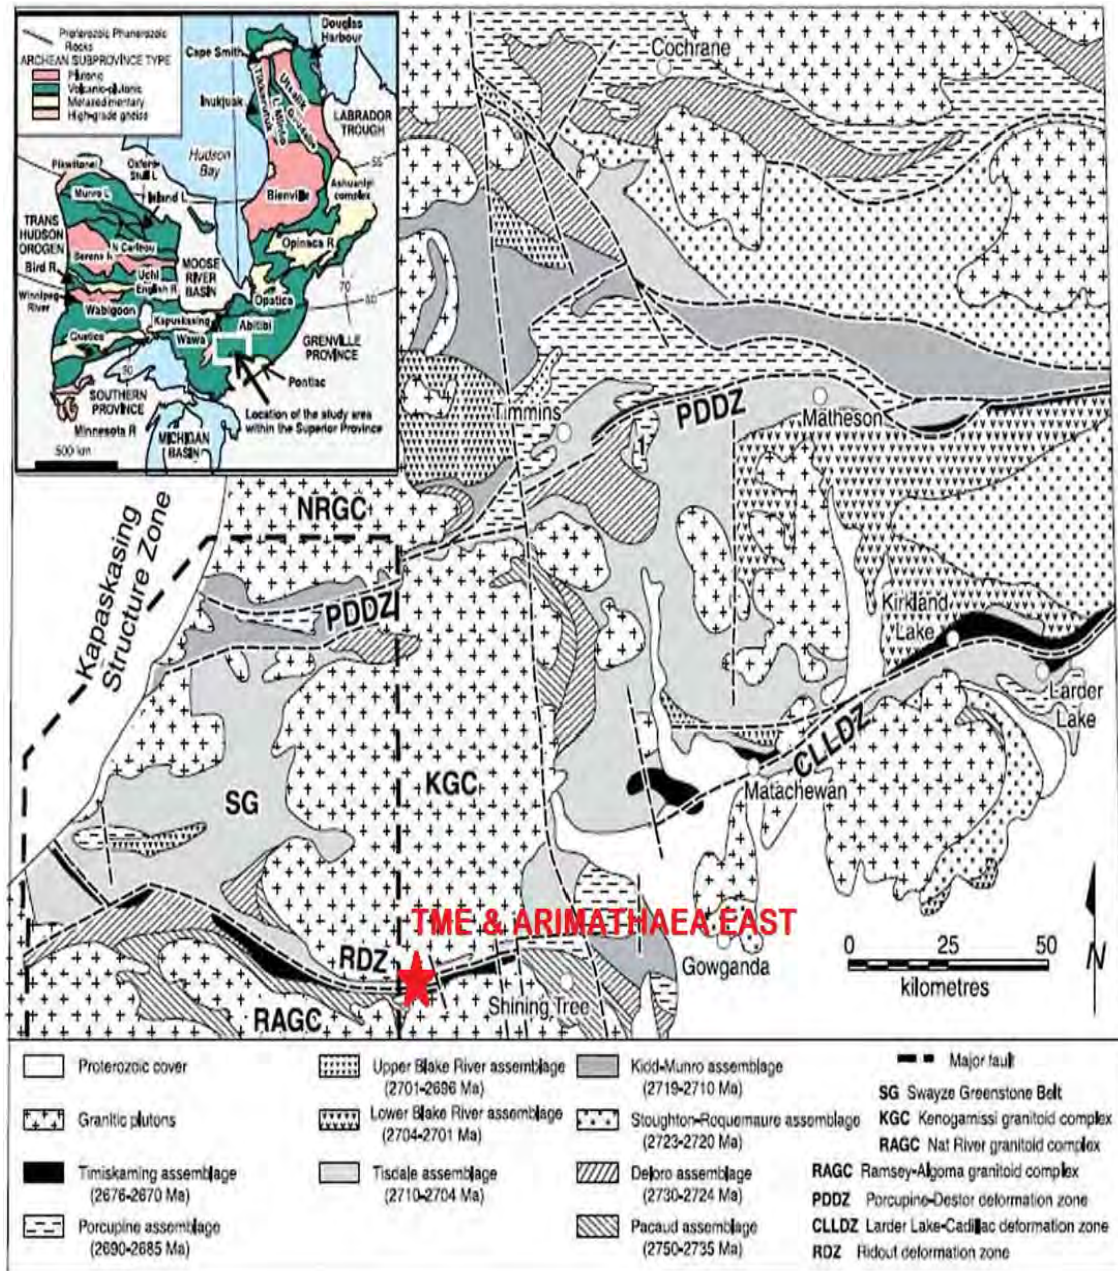 Proterozoic Phanerozoic
Rocks
ARCHEAN SUBPROVINCE TYPE
Plutonic
Volcanic-plutonic
Metasedimentary
High-grade gneiss
Cape Smith
Douglas
Harbour
Inukjuak
LABRADOR
TROUGH
Hudson
Bay
55
Ashuanipi
complex
Bienville
Pikwitonei
Oxford-
Stull L
Munro L
Island L
TRANS
HUDSON
OROGEN
N Caribou
Berens R
Opinaca R
Bird R
Uchi
MOOSE
RIVER
BASIN
English R
Winnipeg
River
Wabigoon
Opatica
70
Kapuskasing
Abitibi
Wawa
Quetico
GRENVILLE
PROVINCE
Pontiac
SOUTHERN
PROVINCE
Minnesota R
MICHIGAN
BASIN
Location of the study area
within the Superior Province
500 km
Cochrane
Timmins
PDDZ
Matheson
Kapaskasing
Structure Zone
NRGC
PDDZ
Kirkland
Lake
Larder
Lake
SG
KGC
CLLDZ
Matachewan
TME & ARIMATHAEA EAST
RDZ
Gowganda
Shining Tree
RAGC
0 25 50
kilometres
N
Proterozoic cover
Granitic plutons
Timiskaming assemblage
(2676-2670 Ma)
Porcupine assemblage
(2690-2685 Ma)
Upper Blake River assemblage
(2701-2696 Ma)
Lower Blake River assemblage
(2704-2701 Ma)
Tisdale assemblage
(2710-2704 Ma)
Kidd-Munro assemblage
(2719-2710 Ma)
Stoughton-Roquemaure assemblage
(2723-2720 Ma)
Deloro assemblage
(2730-2724 Ma)
Pacaud assemblage
(2750-2735 Ma)
Major fault
SG Swayze Greenstone Belt
KGC Kenogamissi granitoid complex
RAGC Nat River granitoid complex
RAGC Ramsey-Algoma granitoid complex
PDDZ Porcupine-Destor deformation zone
CLLDZ Larder Lake-Cadillac deformation zone
RDZ Ridout deformation zone